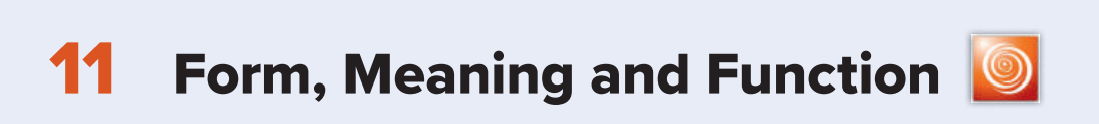 11 Form, Meaning and Function